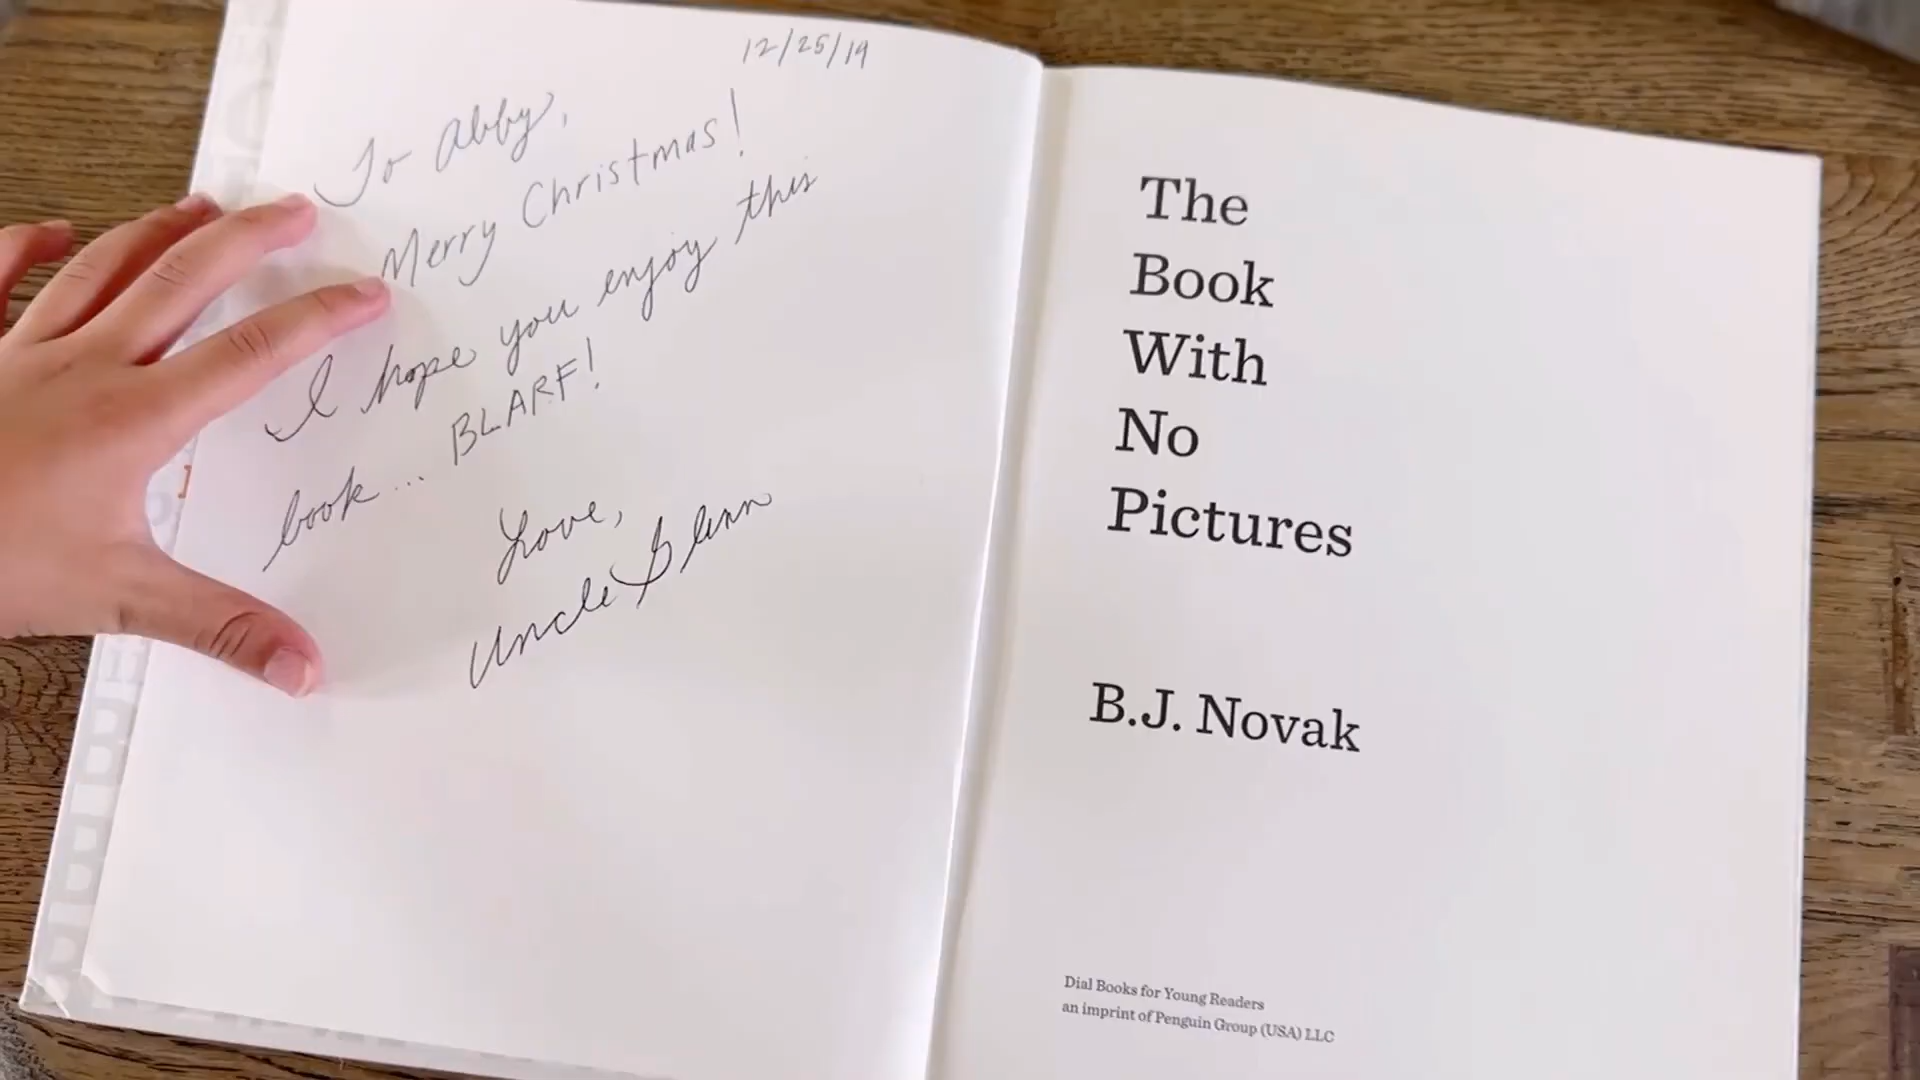 12/25/19
To Abby,
Merry Christmas!
I hope you enjoy this
book... BLARF!
Love,
Uncle Glenn
The
Book
With
No
Pictures
B.J. Novak
Dial Books for Young Readers
an imprint of Penguin Group (USA) LLC